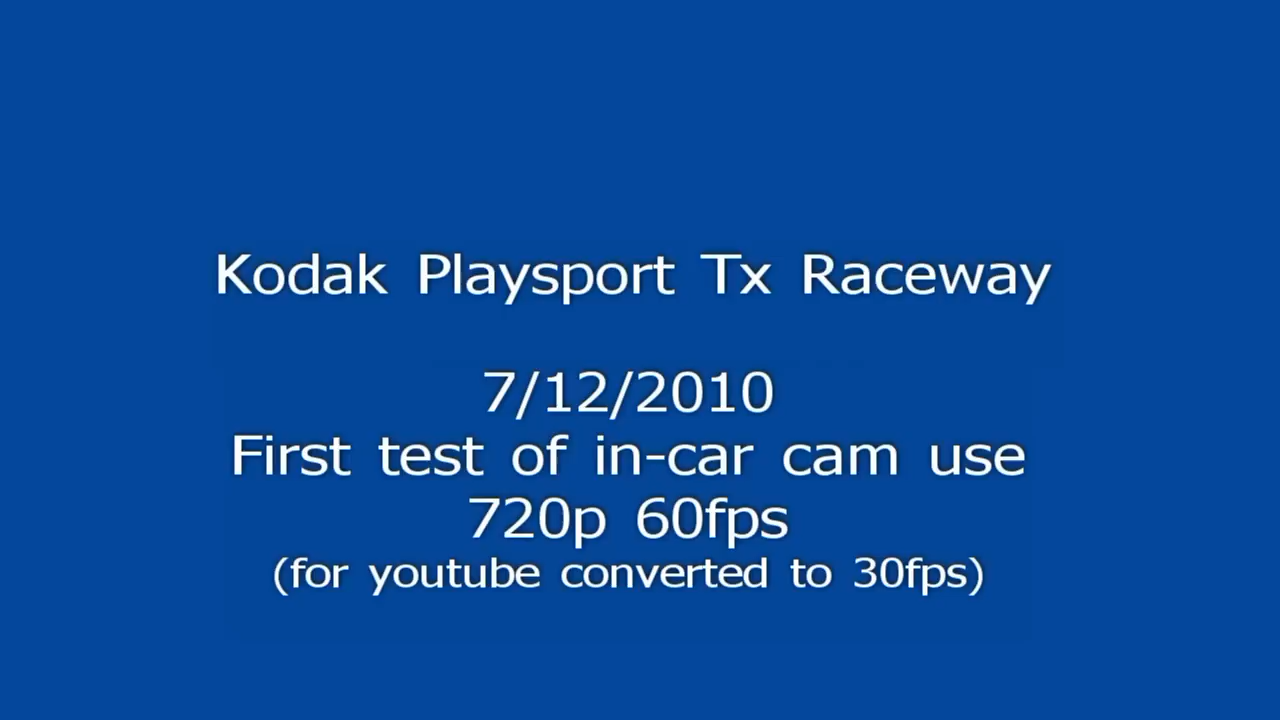 Kodak Playsport Tx Raceway
7/12/2010
First test of in-car cam use
720p 60fps
(for youtube converted to 30fps)